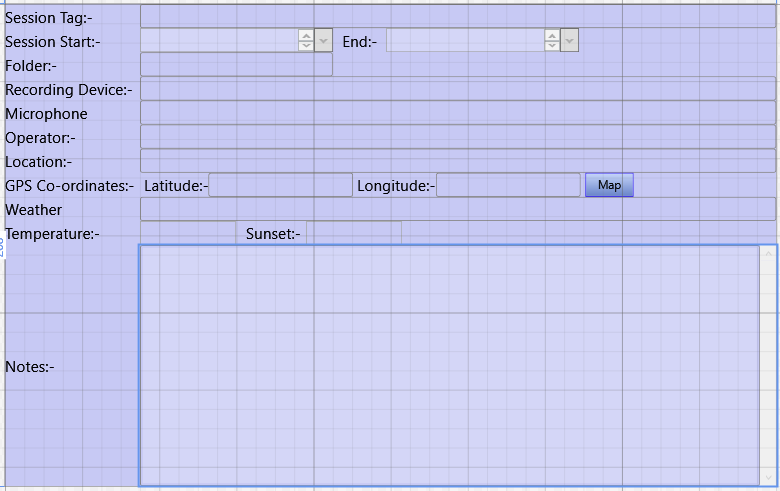 Session Tag:-
Session Start:- End:-
Folder:-
Recording Device:-
Microphone
Operator:-
Location:-
GPS Co-ordinates:- Latitude:- Longitude:- Map
Weather
Temperature:- Sunset:-
Notes:-